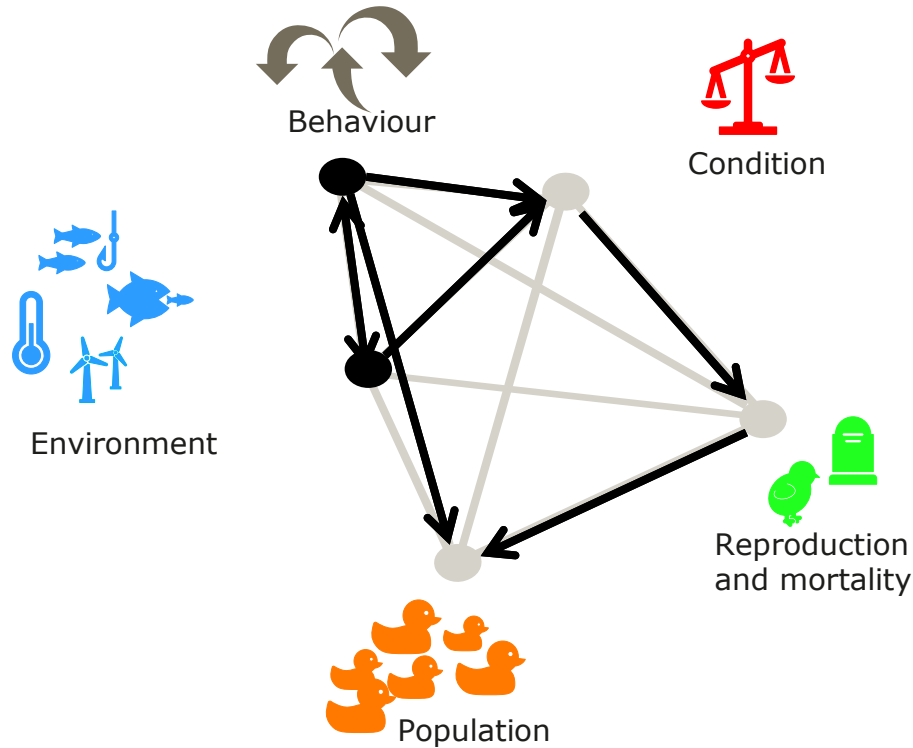 Behaviour
Condition
Environment
Reproduction
and mortality
Population